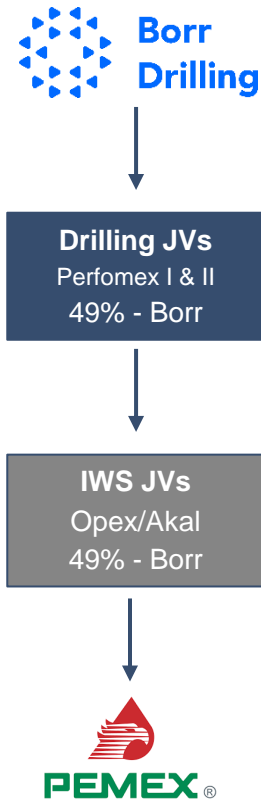 Borr
Drilling
Drilling JVs
Perfomex I & II
49% - Borr
IWS JVs
Opex/Akal
49% - Borr
PEMEX®